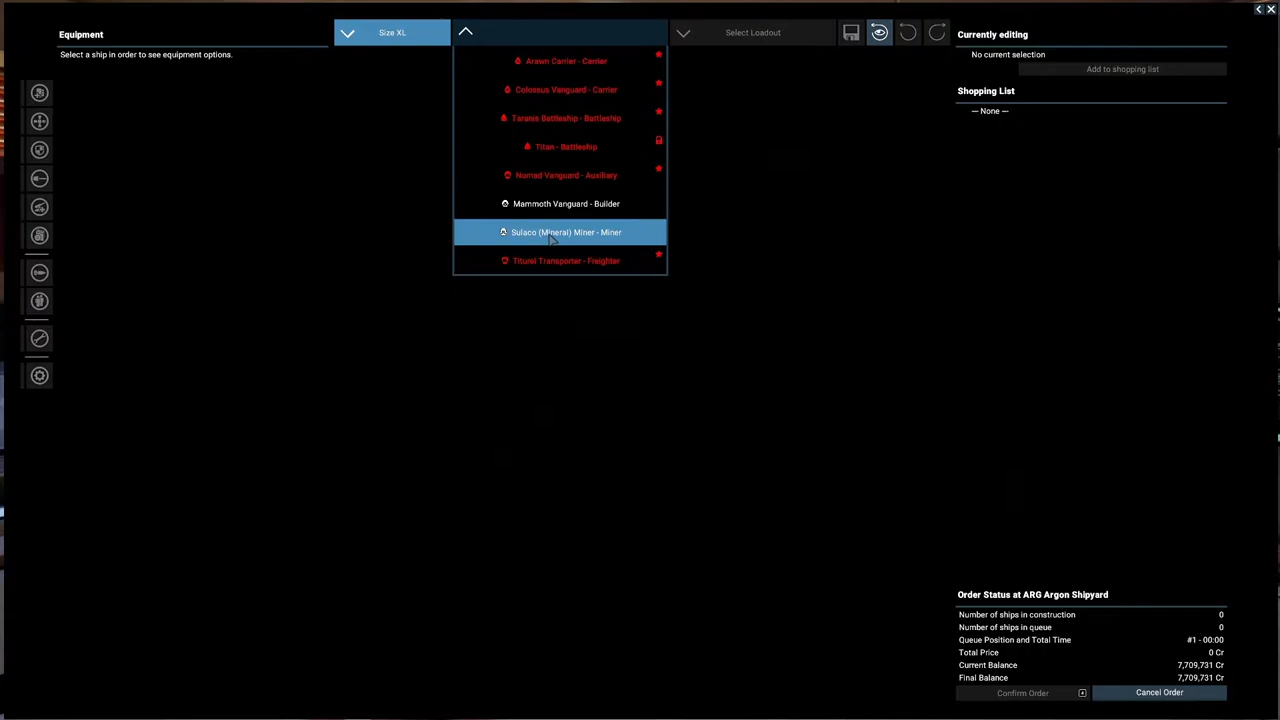 Equipment
Select a ship in order to see equipment options.
Size XL
Select Loadout
Arawn Carrier - Carrier
Colossus Vanguard - Carrier
Taranis Battleship - Battleship
Titan - Battleship
Nomad Vanguard - Auxiliary
Mammoth Vanguard - Builder
Sulaco (Mineral) Miner - Miner
Titurel Transporter - Freighter
Currently editing
No current selection
Add to shopping list
Shopping List
— None —
Order Status at ARG Argon Shipyard
Number of ships in construction 0
Number of ships in queue 0
Queue Position and Total Time #1 - 00:00
Total Price 0 Cr
Current Balance 7,709,731 Cr
Final Balance 7,709,731 Cr
Confirm Order
Cancel Order